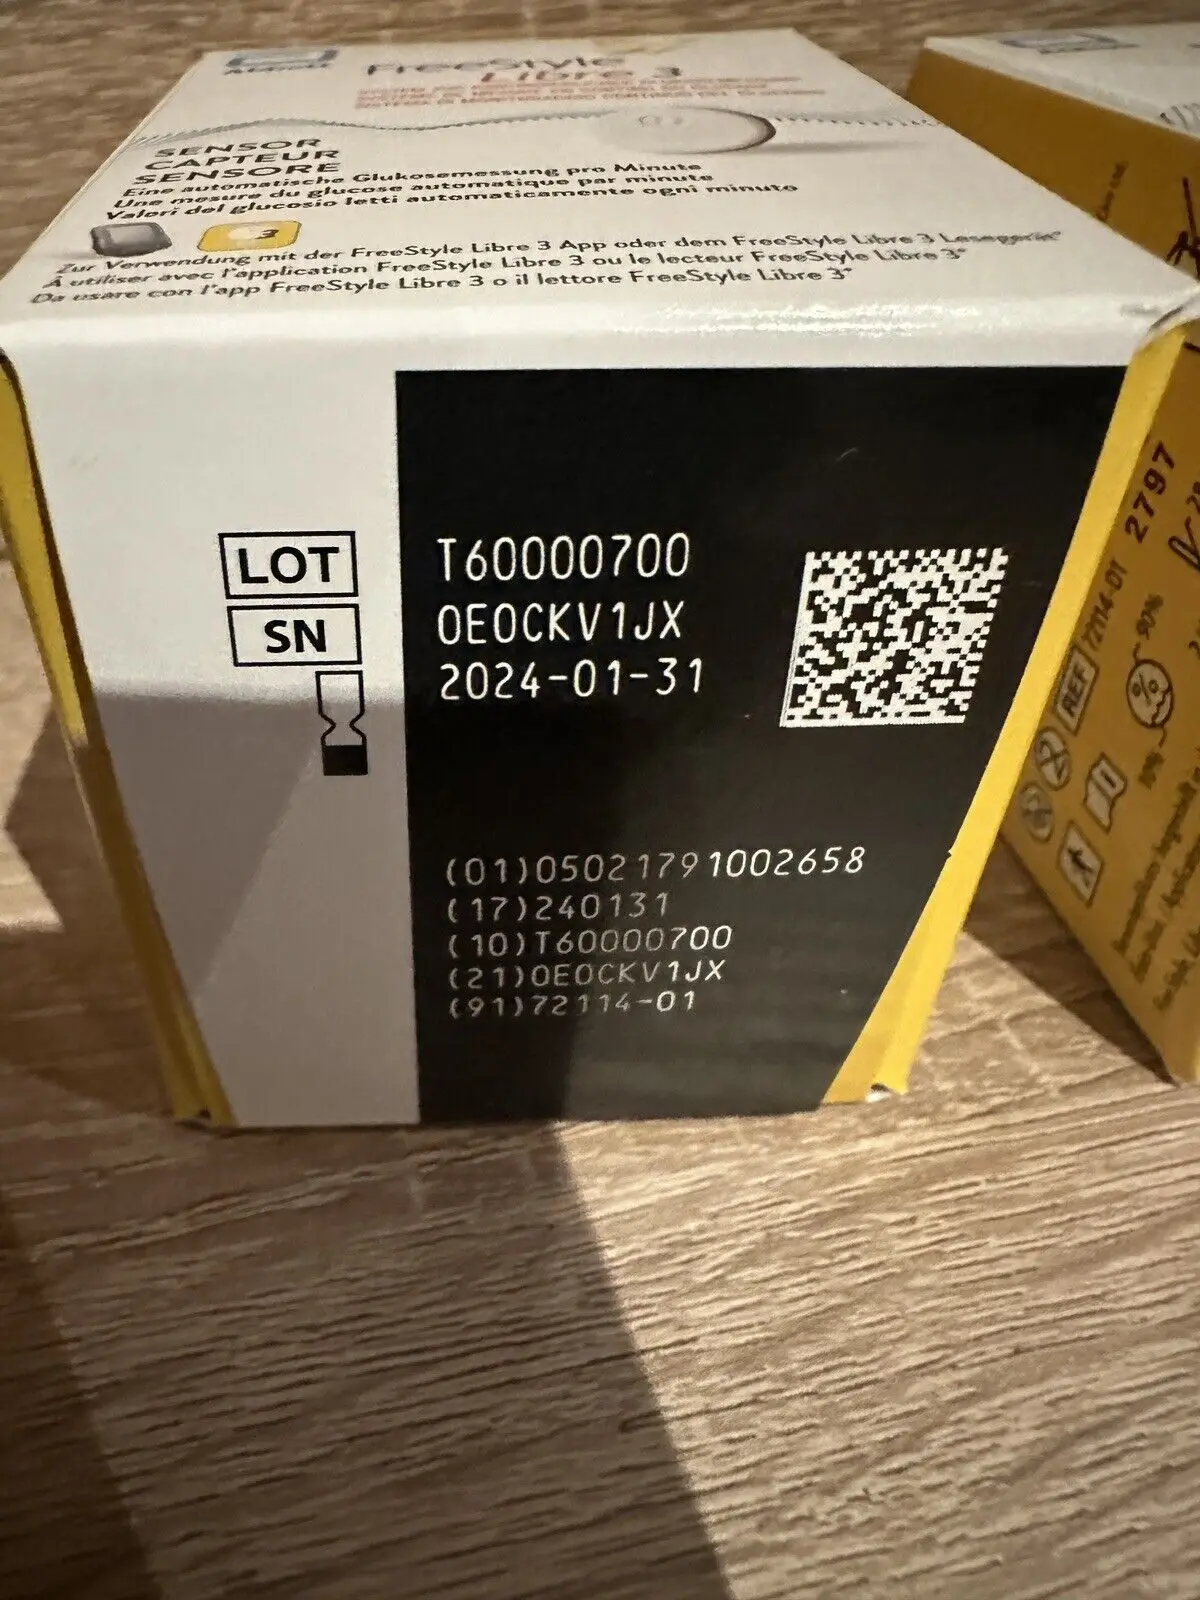 Abbott
FreeStyle
Libre 3
SENSOR
CAPTEUR
SENSORE
Eine automatische Glukosemessung pro Minute
Une mesure du glucose automatique par minute
Valori del glucosio letti automaticamente ogni minuto
3
Zur Verwendung mit der FreeStyle Libre 3 App oder dem FreeStyle Libre 3 Lesegerät*
À utiliser avec l'application FreeStyle Libre 3 ou le lecteur FreeStyle Libre 3*
Da usare con l'app FreeStyle Libre 3 o il lettore FreeStyle Libre 3*
LOT T60000700
SN 0E0CKV1JX
2024-01-31
(01)05021791002658
(17)240131
(10)T60000700
(21)0E0CKV1JX
(91)72114-01
2797
REF 72114-01
90%
10%